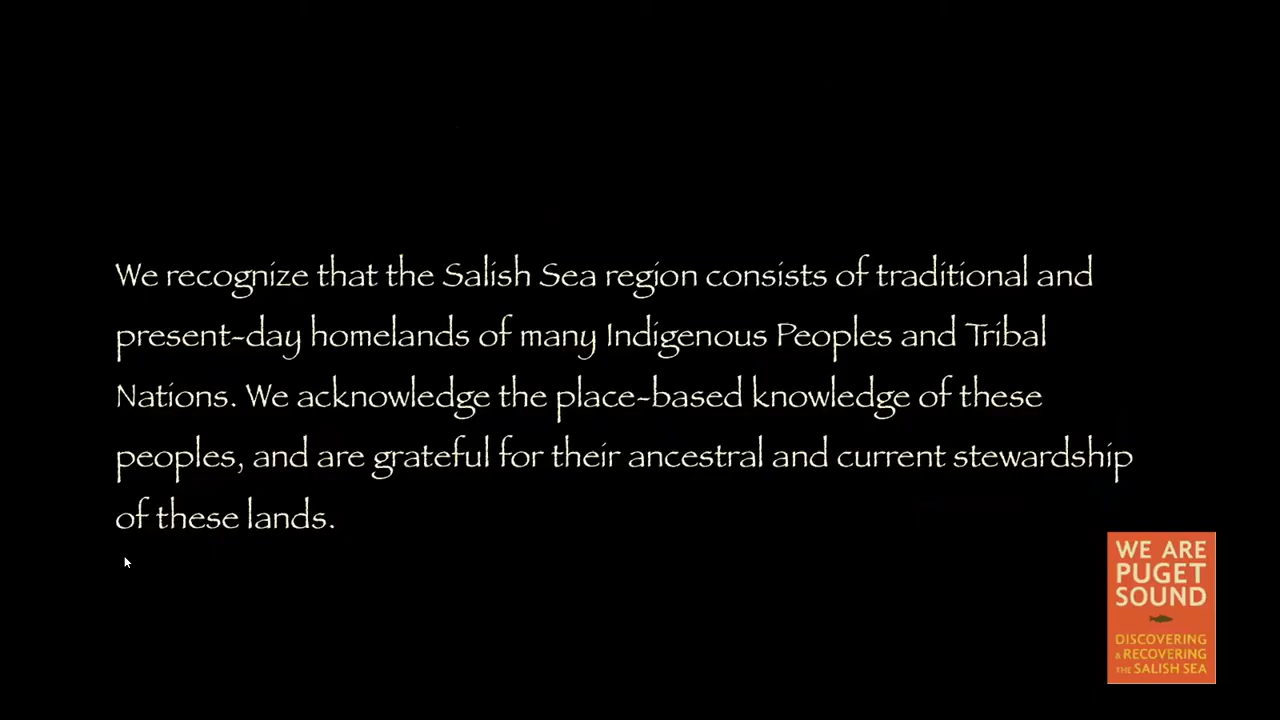 We recognize that the Salish Sea region consists of traditional and
present-day homelands of many Indigenous Peoples and Tribal
Nations. We acknowledge the place-based knowledge of these
peoples, and are grateful for their ancestral and current stewardship
of these lands.
WE ARE
PUGET
SOUND
DISCOVERING
& RECOVERING
THE SALISH SEA